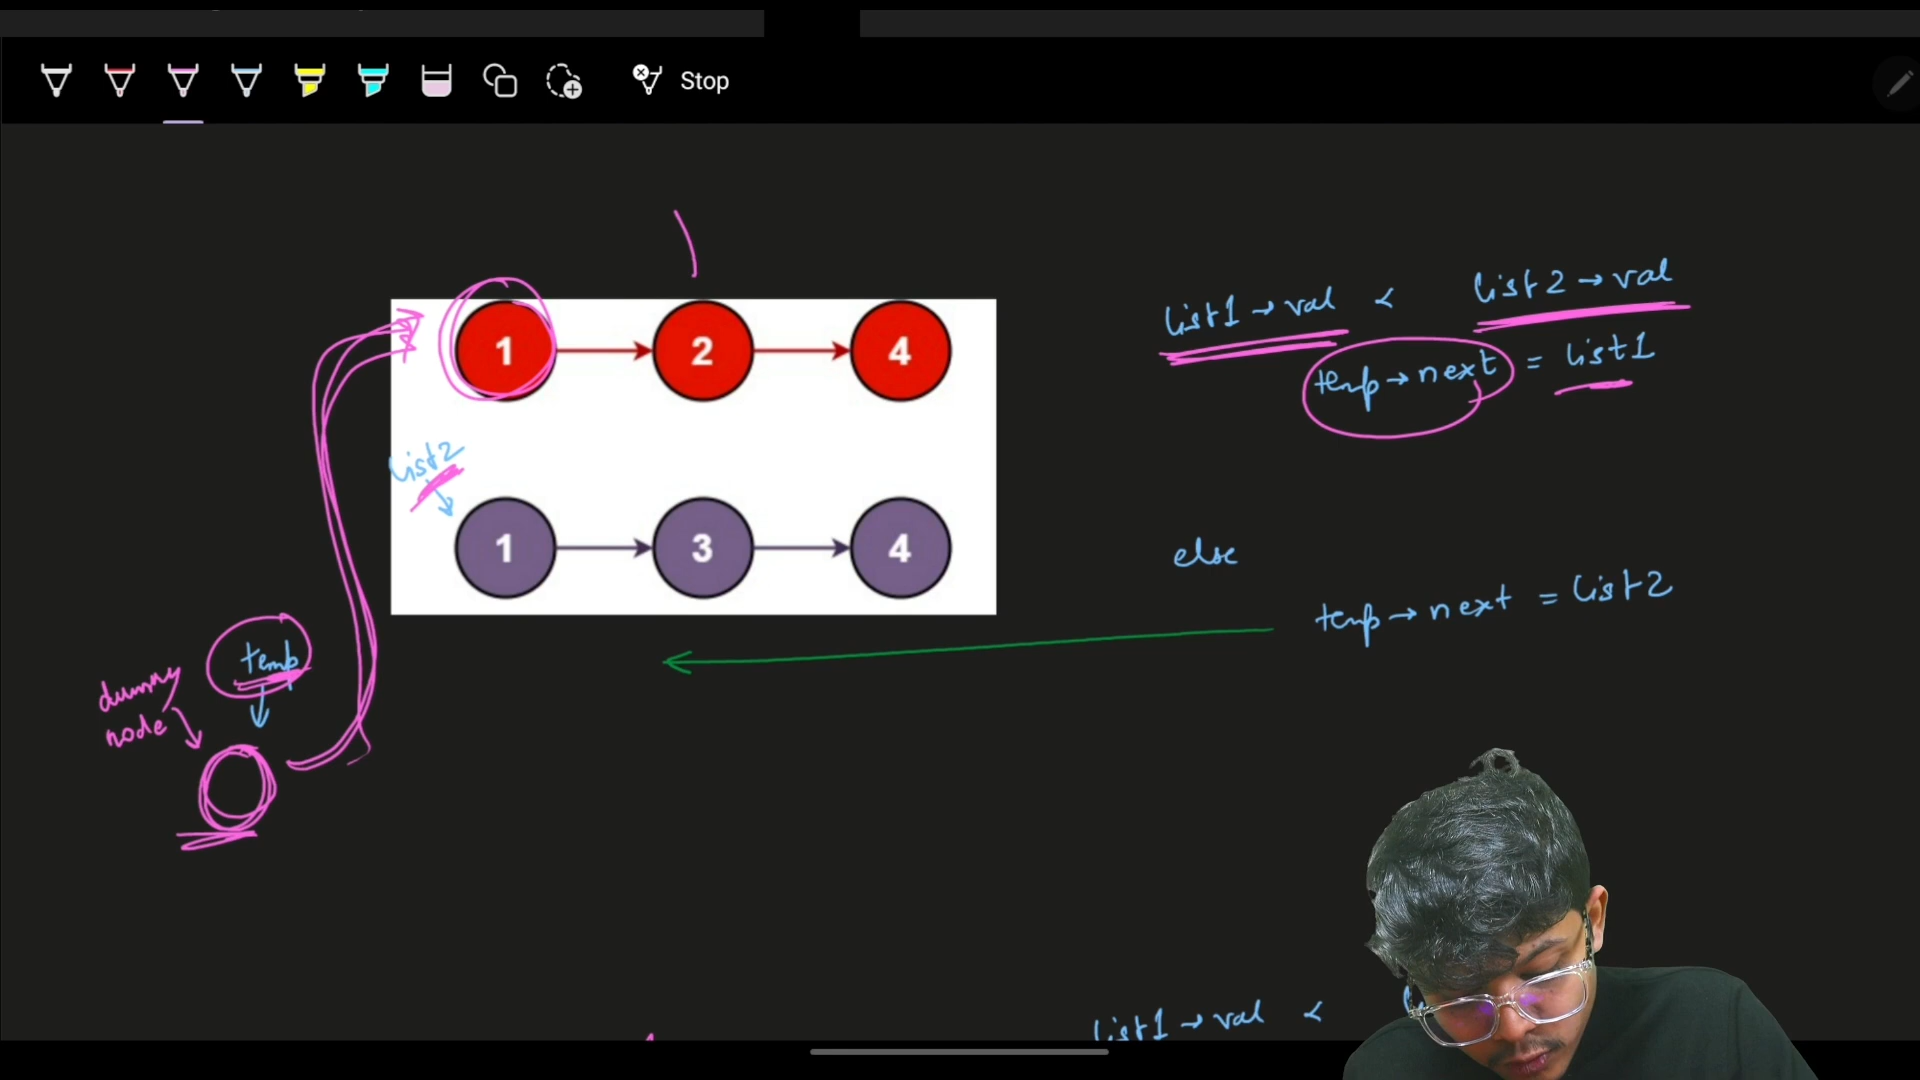 Stop
list1→val < list2→val
temp→next = list1
1 2 4
list2
1 3 4
else
temp→next = list2
temp
dummy
node
list1→val <